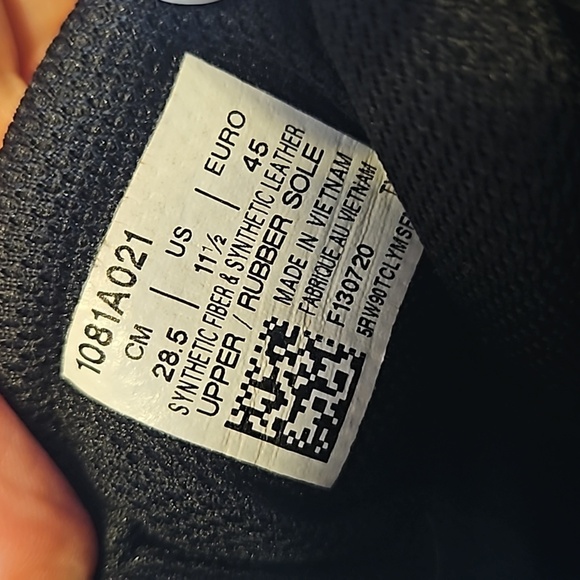 1081A021
CM | US | EURO
28.5 11½ 45
SYNTHETIC FIBER & SYNTHETIC LEATHER
UPPER / RUBBER SOLE
MADE IN VIETNAM
FABRIQUE AU VIETNAM
F130720